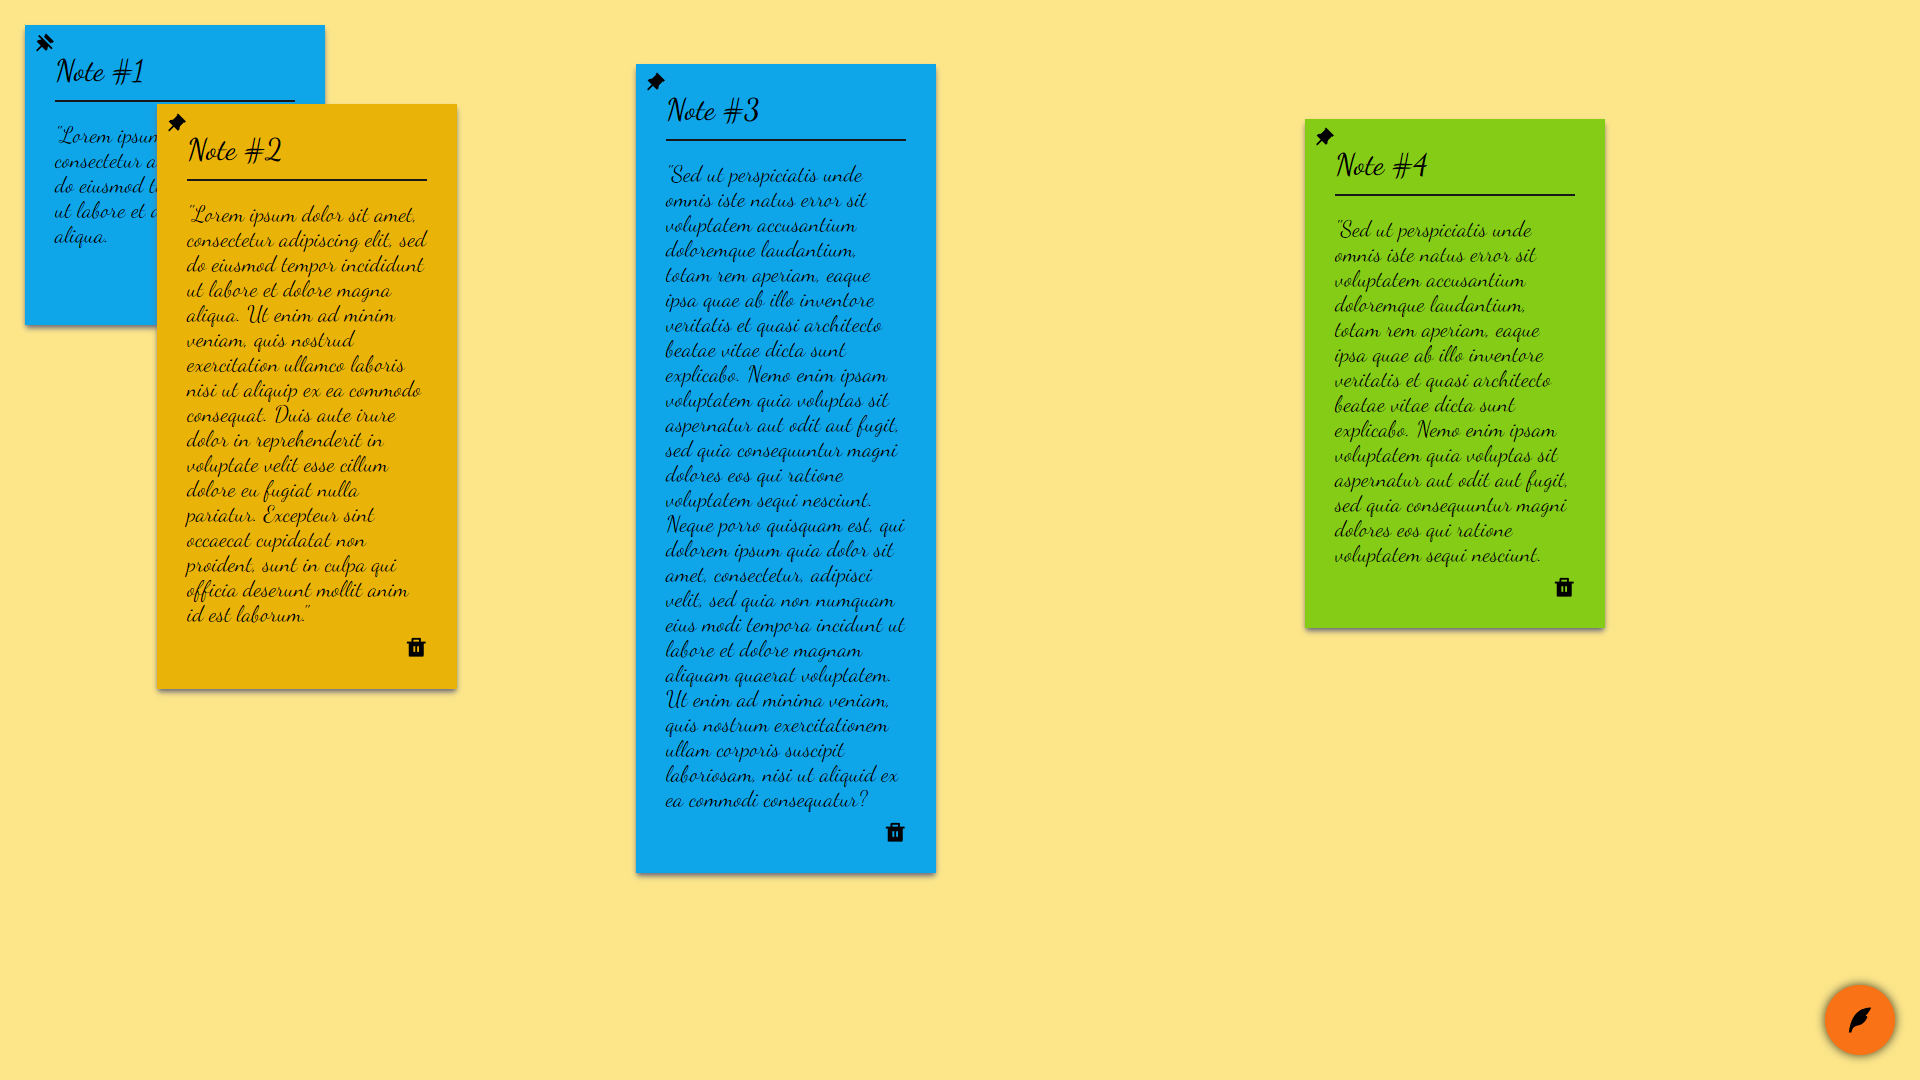 Note #1
"Lorem ipsum
consectetur a
do eiusmod t
ut labore et d
aliqua.
Note #2
"Lorem ipsum dolor sit amet,
consectetur adipiscing elit, sed
do eiusmod tempor incididunt
ut labore et dolore magna
aliqua. Ut enim ad minim
veniam, quis nostrud
exercitation ullamco laboris
nisi ut aliquip ex ea commodo
consequat. Duis aute irure
dolor in reprehenderit in
voluptate velit esse cillum
dolore eu fugiat nulla
pariatur. Excepteur sint
occaecat cupidatat non
proident, sunt in culpa qui
officia deserunt mollit anim
id est laborum."
Note #3
"Sed ut perspiciatis unde
omnis iste natus error sit
voluptatem accusantium
doloremque laudantium,
totam rem aperiam, eaque
ipsa quae ab illo inventore
veritatis et quasi architecto
beatae vitae dicta sunt
explicabo. Nemo enim ipsam
voluptatem quia voluptas sit
aspernatur aut odit aut fugit,
sed quia consequuntur magni
dolores eos qui ratione
voluptatem sequi nesciunt.
Neque porro quisquam est, qui
dolorem ipsum quia dolor sit
amet, consectetur, adipisci
velit, sed quia non numquam
eius modi tempora incidunt ut
labore et dolore magnam
aliquam quaerat voluptatem.
Ut enim ad minima veniam,
quis nostrum exercitationem
ullam corporis suscipit
laboriosam, nisi ut aliquid ex
ea commodi consequatur?
Note #4
"Sed ut perspiciatis unde
omnis iste natus error sit
voluptatem accusantium
doloremque laudantium,
totam rem aperiam, eaque
ipsa quae ab illo inventore
veritatis et quasi architecto
beatae vitae dicta sunt
explicabo. Nemo enim ipsam
voluptatem quia voluptas sit
aspernatur aut odit aut fugit,
sed quia consequuntur magni
dolores eos qui ratione
voluptatem sequi nesciunt.